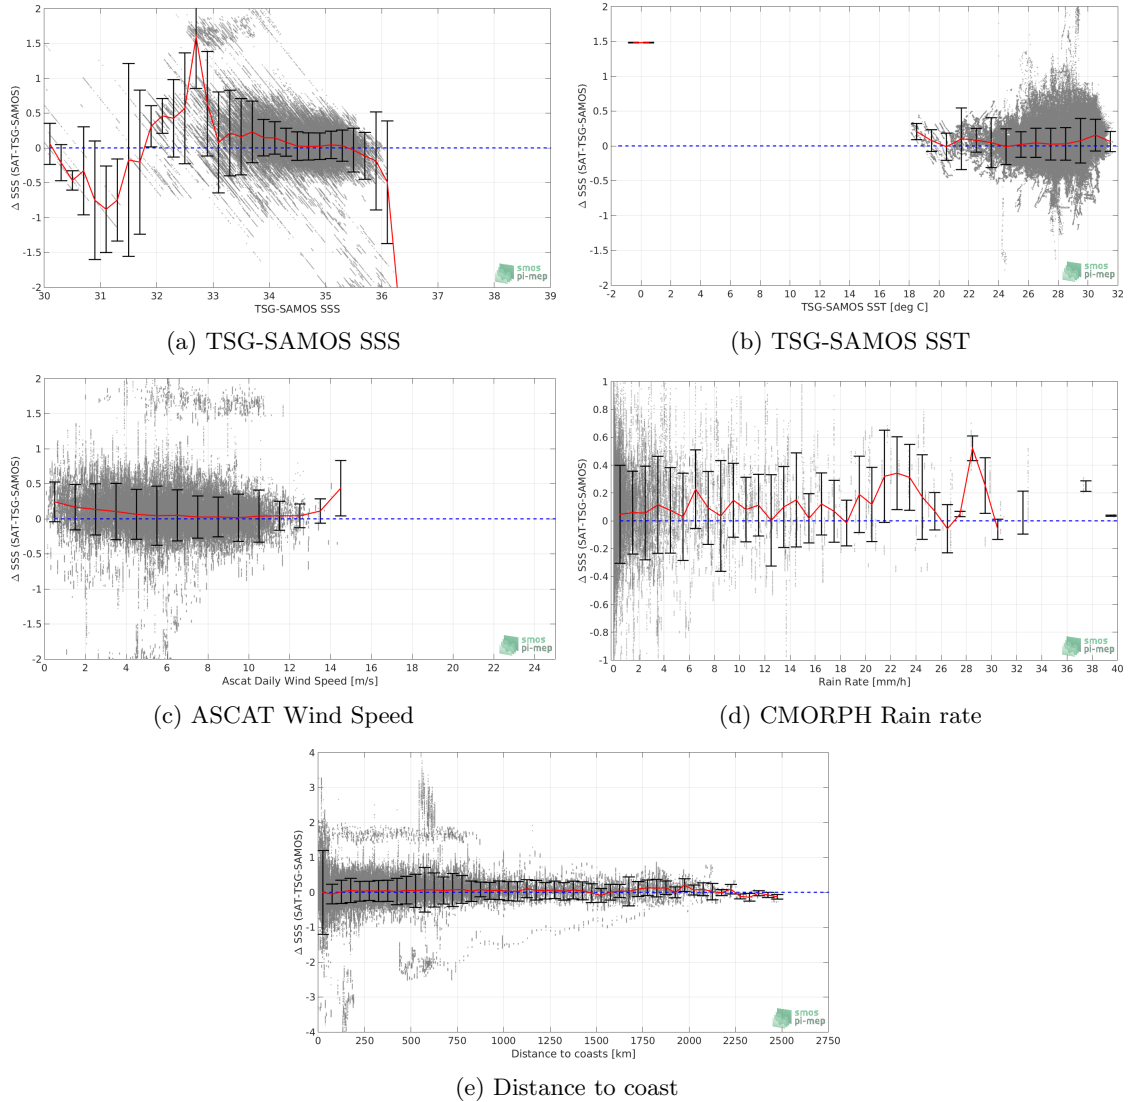 2
1.5
1
0.5
0
-0.5
-1
-1.5
-2
Δ SSS (SAT-TSG-SAMOS)
30 31 32 33 34 35 36 37 38 39
TSG-SAMOS SSS
smos
pi-mep
(a) TSG-SAMOS SSS
2
1.5
1
0.5
0
-0.5
-1
-1.5
-2
Δ SSS (SAT-TSG-SAMOS)
-2 0 2 4 6 8 10 12 14 16 18 20 22 24 26 28 30 32
TSG-SAMOS SST [deg C]
smos
pi-mep
(b) TSG-SAMOS SST
2
1.5
1
0.5
0
-0.5
-1
-1.5
-2
Δ SSS (SAT-TSG-SAMOS)
0 2 4 6 8 10 12 14 16 18 20 22 24
Ascat Daily Wind Speed [m/s]
smos
pi-mep
(c) ASCAT Wind Speed
1
0.8
0.6
0.4
0.2
0
-0.2
-0.4
-0.6
-0.8
-1
Δ SSS (SAT-TSG-SAMOS)
0 2 4 6 8 10 12 14 16 18 20 22 24 26 28 30 32 34 36 38 40
Rain Rate [mm/h]
smos
pi-mep
(d) CMORPH Rain rate
4
3
2
1
0
-1
-2
-3
-4
Δ SSS (SAT-TSG-SAMOS)
0 250 500 750 1000 1250 1500 1750 2000 2250 2500 2750
Distance to coasts [km]
smos
pi-mep
(e) Distance to coast